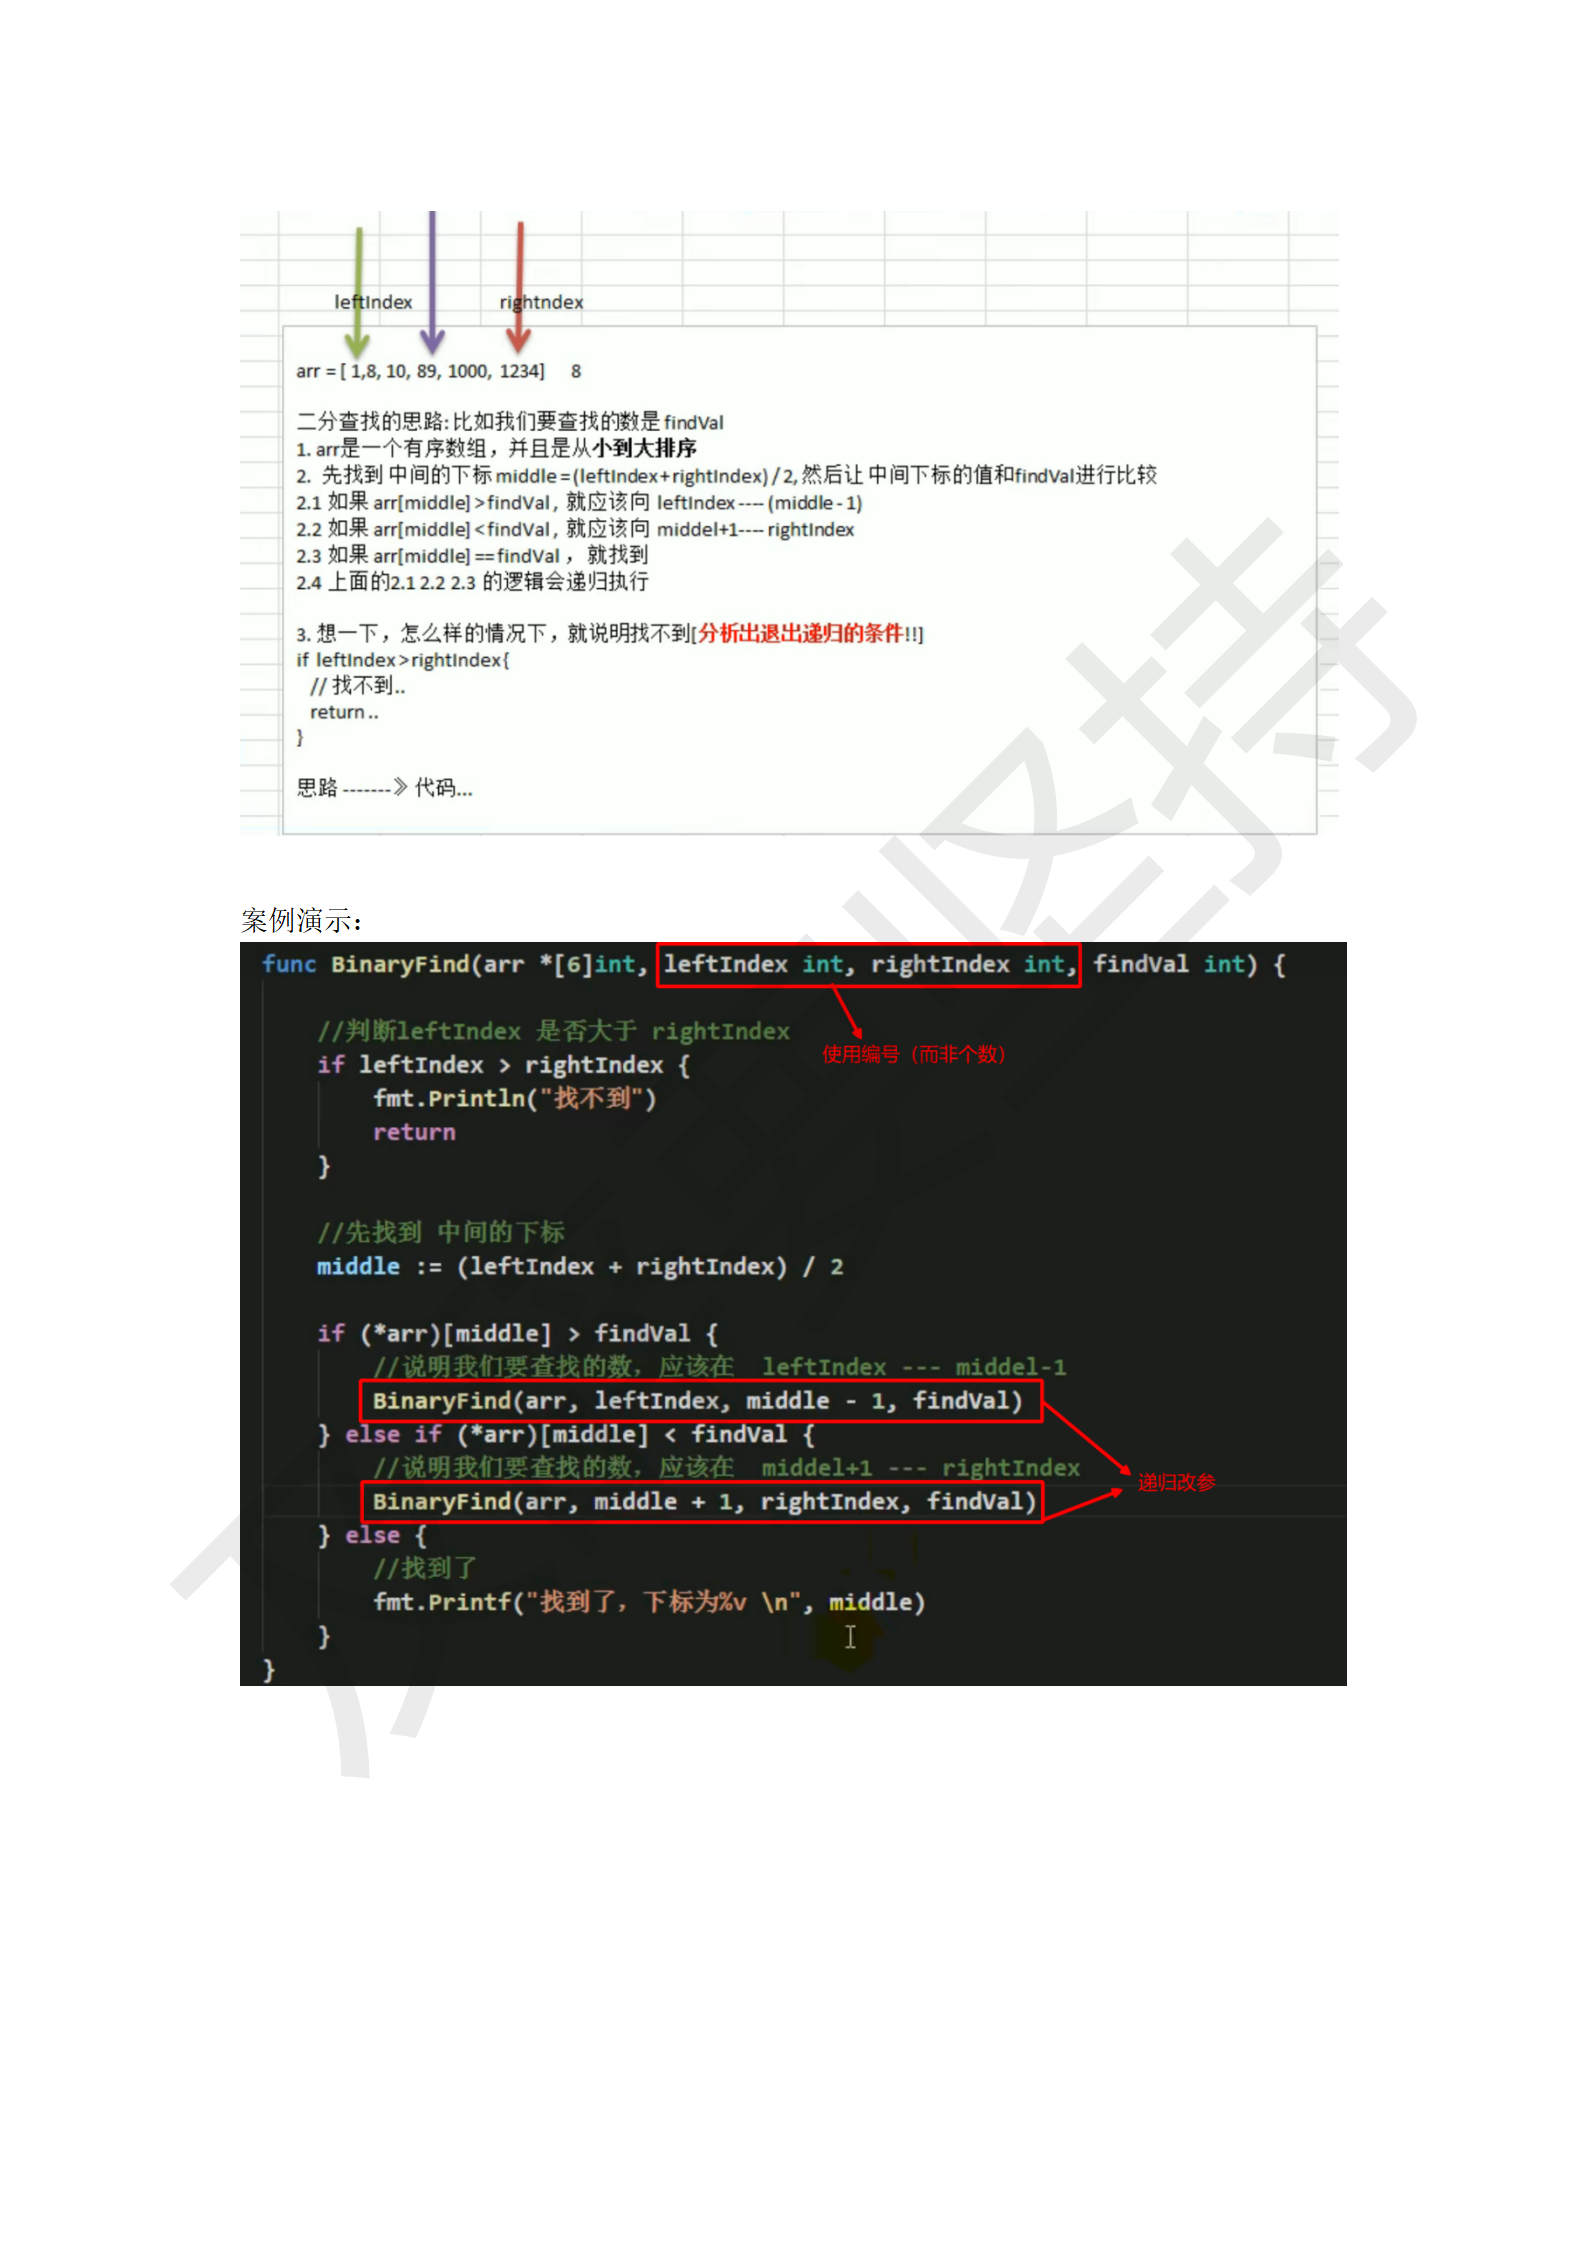 leftIndex rightndex
arr = [ 1,8, 10, 89, 1000, 1234] 8
二分查找的思路: 比如我们要查找的数是 findVal
1. arr是一个有序数组，并且是从小到大排序
2. 先找到 中间的下标 middle = (leftIndex + rightIndex) / 2, 然后让 中间下标的值和findVal进行比较
2.1 如果 arr[middle] > findVal , 就应该向 leftIndex ---- (middle - 1)
2.2 如果 arr[middle] < findVal , 就应该向 middel+1---- rightIndex
2.3 如果 arr[middle] == findVal ， 就找到
2.4 上面的2.1 2.2 2.3 的逻辑会递归执行
3. 想一下，怎么样的情况下，就说明找不到[分析出退出递归的条件!!]
if leftIndex > rightIndex {
// 找不到..
return ..
}
思路 -------》 代码...
案例演示：
func BinaryFind(arr *[6]int, leftIndex int, rightIndex int, findVal int) {
//判断leftIndex 是否大于 rightIndex
使用编号（而非个数）
if leftIndex > rightIndex {
fmt.Println("找不到")
return
}
//先找到 中间的下标
middle := (leftIndex + rightIndex) / 2
if (*arr)[middle] > findVal {
//说明我们要查找的数，应该在 leftIndex --- middel-1
BinaryFind(arr, leftIndex, middle - 1, findVal)
} else if (*arr)[middle] < findVal {
//说明我们要查找的数，应该在 middel+1 --- rightIndex
递归改参
BinaryFind(arr, middle + 1, rightIndex, findVal)
} else {
//找到了
fmt.Printf("找到了，下标为%v \n", middle)
}
}
坚持